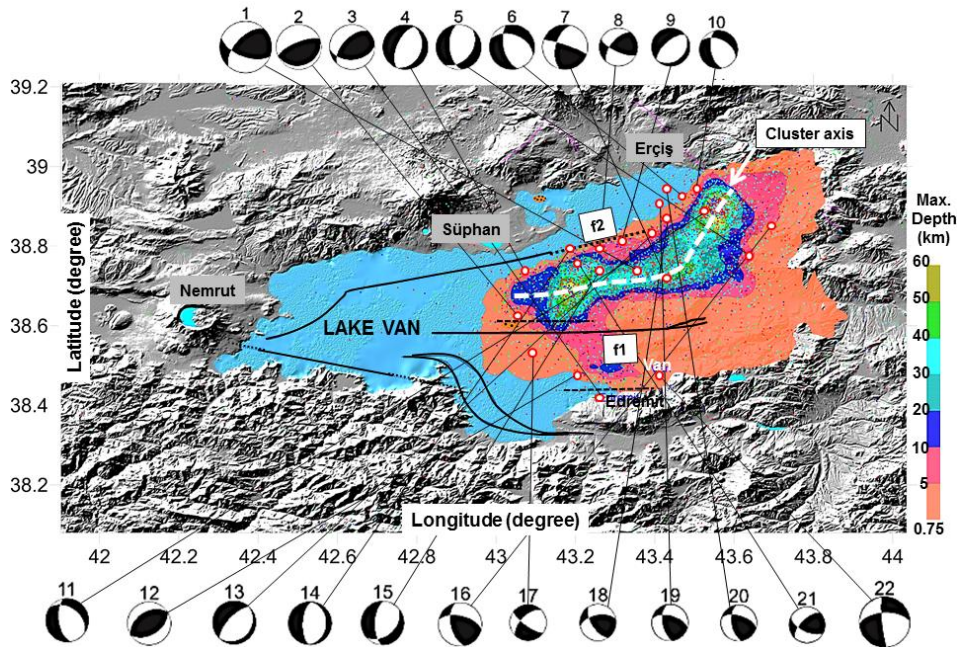 1 2 3 4 5 6 7 8 9 10
39.2
39
38.8
38.6
38.4
38.2
Latitude (degree)
Erçiş
Cluster axis
f2
Süphan
Nemrut
LAKE VAN
f1
Van
Edremit
Max.
Depth
(km)
60
50
40
30
20
10
5
0.75
Longitude (degree)
42 42.2 42.4 42.6 42.8 43 43.2 43.4 43.6 43.8 44
11 12 13 14 15 16 17 18 19 20 21 22